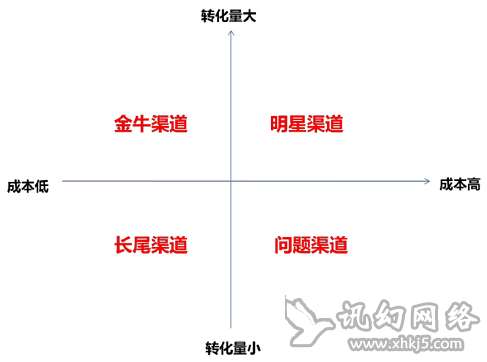 转化量大
金牛渠道
明星渠道
成本低
成本高
长尾渠道
问题渠道
转化量小
讯幻网络
www.xhkj5.com